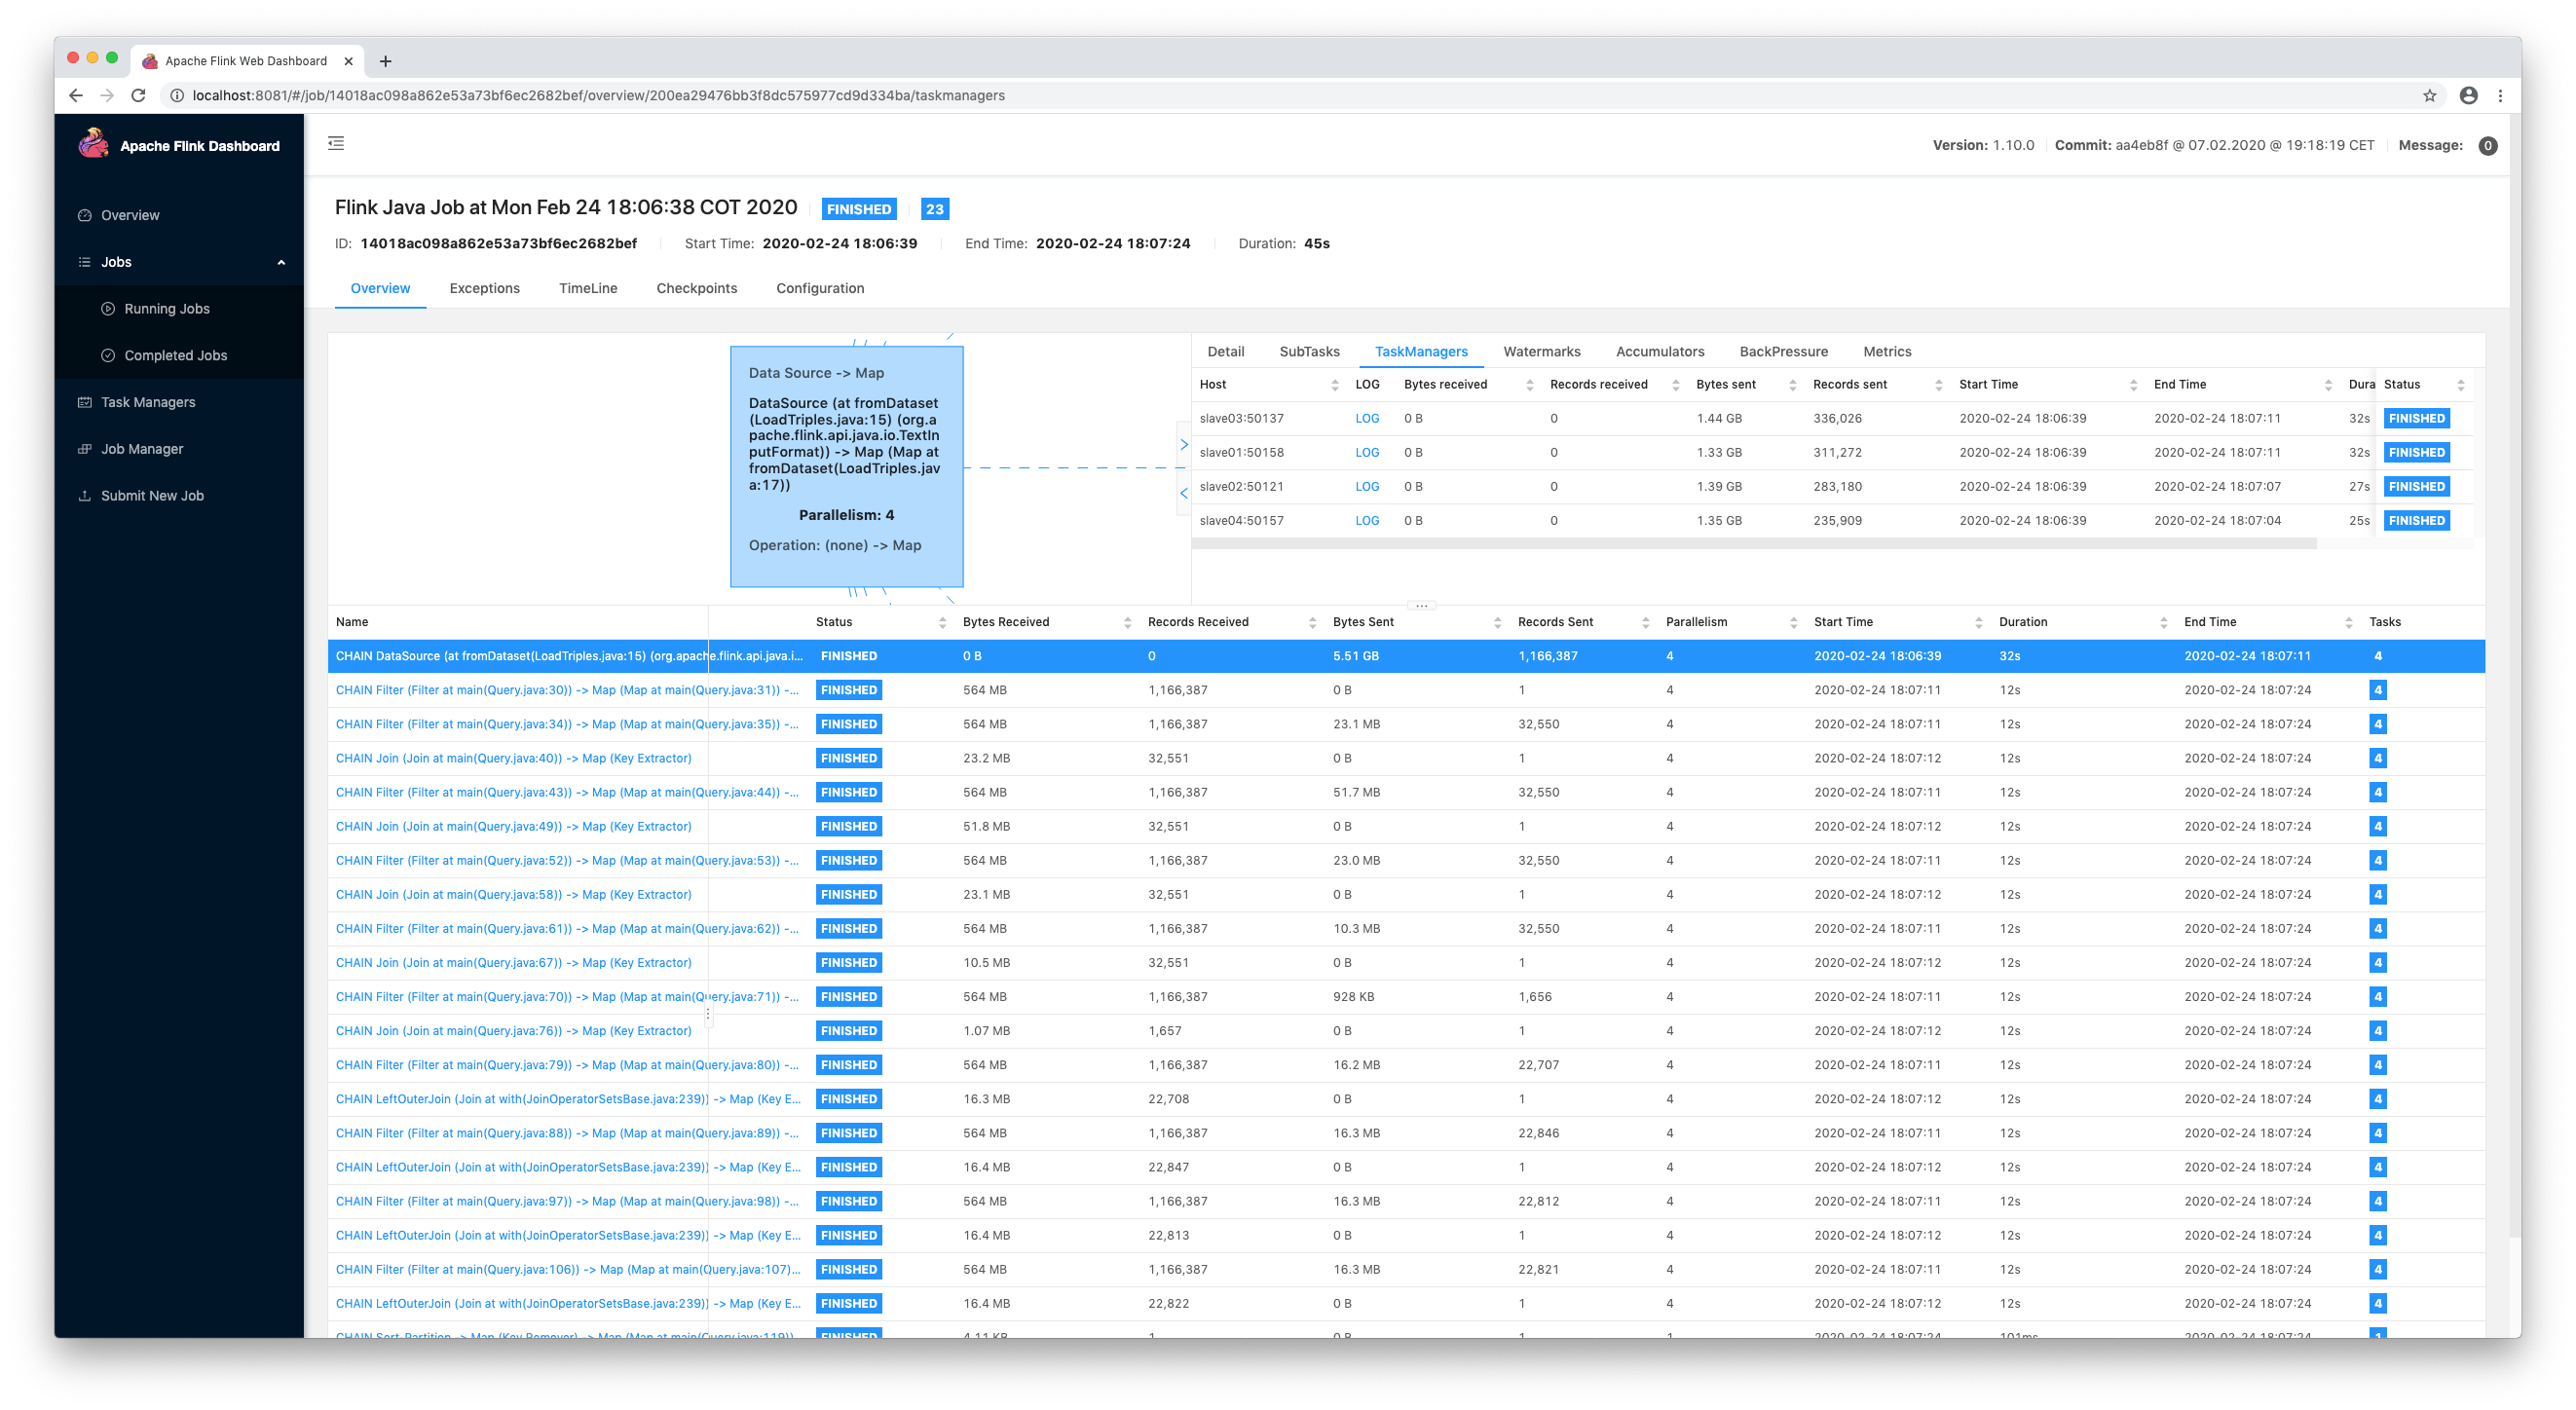 Apache Flink Web Dashboard
localhost:8081/#/job/14018ac098a862e53a73bf6ec2682bef/overview/200ea29476bb3f8dc575977cd9d334ba/taskmanagers
Apache Flink Dashboard
Version: 1.10.0 Commit: aa4eb8f @ 07.02.2020 @ 19:18:19 CET Message: 0
Overview
Jobs
Running Jobs
Completed Jobs
Task Managers
Job Manager
Submit New Job
Flink Java Job at Mon Feb 24 18:06:38 COT 2020 FINISHED 23
ID: 14018ac098a862e53a73bf6ec2682bef Start Time: 2020-02-24 18:06:39 End Time: 2020-02-24 18:07:24 Duration: 45s
Overview Exceptions TimeLine Checkpoints Configuration
Data Source -> Map
DataSource (at fromDataset
(LoadTriples.java:15) (org.a
pache.flink.api.java.io.TextIn
putFormat)) -> Map (Map at
fromDataset(LoadTriples.jav
a:17))
Parallelism: 4
Operation: (none) -> Map
Detail SubTasks TaskManagers Watermarks Accumulators BackPressure Metrics
Host LOG Bytes received Records received Bytes sent Records sent Start Time End Time Dura Status
slave03:50137 LOG 0 B 0 1.44 GB 336,026 2020-02-24 18:06:39 2020-02-24 18:07:11 32s FINISHED
slave01:50158 LOG 0 B 0 1.33 GB 311,272 2020-02-24 18:06:39 2020-02-24 18:07:11 32s FINISHED
slave02:50121 LOG 0 B 0 1.39 GB 283,180 2020-02-24 18:06:39 2020-02-24 18:07:07 27s FINISHED
slave04:50157 LOG 0 B 0 1.35 GB 235,909 2020-02-24 18:06:39 2020-02-24 18:07:04 25s FINISHED
Name Status Bytes Received Records Received Bytes Sent Records Sent Parallelism Start Time Duration End Time Tasks
CHAIN DataSource (at fromDataset(LoadTriples.java:15) (org.apache.flink.api.java.i... FINISHED 0 B 0 5.51 GB 1,166,387 4 2020-02-24 18:06:39 32s 2020-02-24 18:07:11 4
CHAIN Filter (Filter at main(Query.java:30)) -> Map (Map at main(Query.java:31)) -... FINISHED 564 MB 1,166,387 0 B 1 4 2020-02-24 18:07:11 12s 2020-02-24 18:07:24 4
CHAIN Filter (Filter at main(Query.java:34)) -> Map (Map at main(Query.java:35)) -... FINISHED 564 MB 1,166,387 23.1 MB 32,550 4 2020-02-24 18:07:11 12s 2020-02-24 18:07:24 4
CHAIN Join (Join at main(Query.java:40)) -> Map (Key Extractor) FINISHED 23.2 MB 32,551 0 B 1 4 2020-02-24 18:07:12 12s 2020-02-24 18:07:24 4
CHAIN Filter (Filter at main(Query.java:43)) -> Map (Map at main(Query.java:44)) -... FINISHED 564 MB 1,166,387 51.7 MB 32,550 4 2020-02-24 18:07:11 12s 2020-02-24 18:07:24 4
CHAIN Join (Join at main(Query.java:49)) -> Map (Key Extractor) FINISHED 51.8 MB 32,551 0 B 1 4 2020-02-24 18:07:12 12s 2020-02-24 18:07:24 4
CHAIN Filter (Filter at main(Query.java:52)) -> Map (Map at main(Query.java:53)) -... FINISHED 564 MB 1,166,387 23.0 MB 32,550 4 2020-02-24 18:07:11 12s 2020-02-24 18:07:24 4
CHAIN Join (Join at main(Query.java:58)) -> Map (Key Extractor) FINISHED 23.1 MB 32,551 0 B 1 4 2020-02-24 18:07:12 12s 2020-02-24 18:07:24 4
CHAIN Filter (Filter at main(Query.java:61)) -> Map (Map at main(Query.java:62)) -... FINISHED 564 MB 1,166,387 10.3 MB 32,550 4 2020-02-24 18:07:11 12s 2020-02-24 18:07:24 4
CHAIN Join (Join at main(Query.java:67)) -> Map (Key Extractor) FINISHED 10.5 MB 32,551 0 B 1 4 2020-02-24 18:07:12 12s 2020-02-24 18:07:24 4
CHAIN Filter (Filter at main(Query.java:70)) -> Map (Map at main(Query.java:71)) -... FINISHED 564 MB 1,166,387 928 KB 1,656 4 2020-02-24 18:07:11 12s 2020-02-24 18:07:24 4
CHAIN Join (Join at main(Query.java:76)) -> Map (Key Extractor) FINISHED 1.07 MB 1,657 0 B 1 4 2020-02-24 18:07:12 12s 2020-02-24 18:07:24 4
CHAIN Filter (Filter at main(Query.java:79)) -> Map (Map at main(Query.java:80)) -... FINISHED 564 MB 1,166,387 16.2 MB 22,707 4 2020-02-24 18:07:11 12s 2020-02-24 18:07:24 4
CHAIN LeftOuterJoin (Join at with(JoinOperatorSetsBase.java:239)) -> Map (Key E... FINISHED 16.3 MB 22,708 0 B 1 4 2020-02-24 18:07:12 12s 2020-02-24 18:07:24 4
CHAIN Filter (Filter at main(Query.java:88)) -> Map (Map at main(Query.java:89)) -... FINISHED 564 MB 1,166,387 16.3 MB 22,846 4 2020-02-24 18:07:11 12s 2020-02-24 18:07:24 4
CHAIN LeftOuterJoin (Join at with(JoinOperatorSetsBase.java:239)) -> Map (Key E... FINISHED 16.4 MB 22,847 0 B 1 4 2020-02-24 18:07:12 12s 2020-02-24 18:07:24 4
CHAIN Filter (Filter at main(Query.java:97)) -> Map (Map at main(Query.java:98)) -... FINISHED 564 MB 1,166,387 16.3 MB 22,812 4 2020-02-24 18:07:11 12s 2020-02-24 18:07:24 4
CHAIN LeftOuterJoin (Join at with(JoinOperatorSetsBase.java:239)) -> Map (Key E... FINISHED 16.4 MB 22,813 0 B 1 4 2020-02-24 18:07:12 12s 2020-02-24 18:07:24 4
CHAIN Filter (Filter at main(Query.java:106)) -> Map (Map at main(Query.java:107)... FINISHED 564 MB 1,166,387 16.3 MB 22,821 4 2020-02-24 18:07:11 12s 2020-02-24 18:07:24 4
CHAIN LeftOuterJoin (Join at with(JoinOperatorSetsBase.java:239)) -> Map (Key E... FINISHED 16.4 MB 22,822 0 B 1 4 2020-02-24 18:07:12 12s 2020-02-24 18:07:24 4
CHAIN Sort-Partition -> Map (Key Remover) -> Map (Map at main(Query.java:119)) FINISHED 4.11 KB 1 0 B 1 1 2020-02-24 18:07:24 101ms 2020-02-24 18:07:24 1